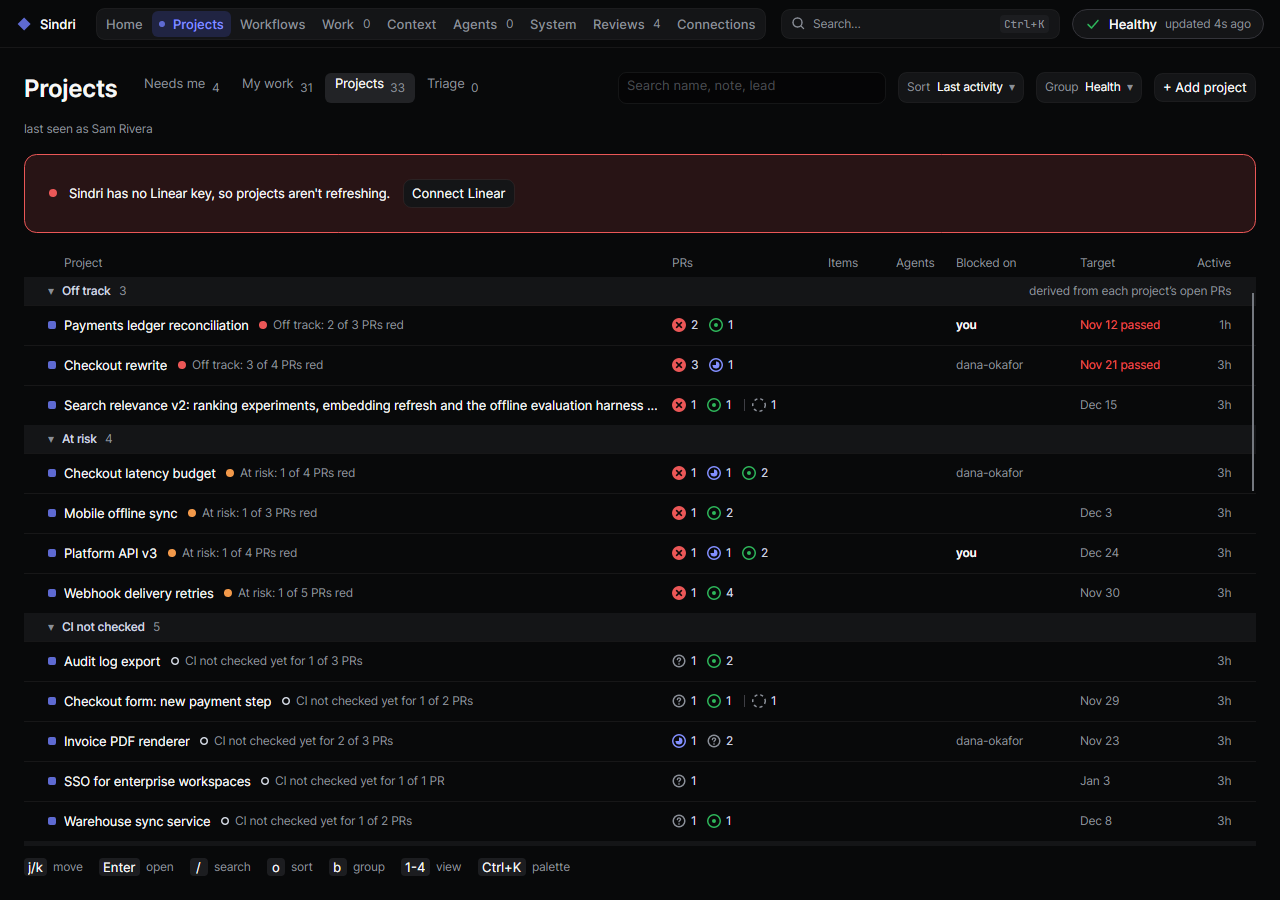 Sindri Home Projects Workflows Work 0 Context Agents 0 System Reviews 4 Connections Search... Ctrl+K Healthy updated 4s ago
Projects Needs me 4 My work 31 Projects 33 Triage 0 Search name, note, lead Sort Last activity Group Health + Add project
last seen as Sam Rivera
Sindri has no Linear key, so projects aren't refreshing. Connect Linear
Project PRs Items Agents Blocked on Target Active
Off track 3 derived from each project's open PRs
Payments ledger reconciliation Off track: 2 of 3 PRs red 2 1 you Nov 12 passed 1h
Checkout rewrite Off track: 3 of 4 PRs red 3 1 dana-okafor Nov 21 passed 3h
Search relevance v2: ranking experiments, embedding refresh and the offline evaluation harness ... 1 1 1 Dec 15 3h
At risk 4
Checkout latency budget At risk: 1 of 4 PRs red 1 1 2 dana-okafor 3h
Mobile offline sync At risk: 1 of 3 PRs red 1 2 Dec 3 3h
Platform API v3 At risk: 1 of 4 PRs red 1 1 2 you Dec 24 3h
Webhook delivery retries At risk: 1 of 5 PRs red 1 4 Nov 30 3h
CI not checked 5
Audit log export CI not checked yet for 1 of 3 PRs 1 2 3h
Checkout form: new payment step CI not checked yet for 1 of 2 PRs 1 1 1 Nov 29 3h
Invoice PDF renderer CI not checked yet for 2 of 3 PRs 1 2 dana-okafor Nov 23 3h
SSO for enterprise workspaces CI not checked yet for 1 of 1 PR 1 Jan 3 3h
Warehouse sync service CI not checked yet for 1 of 2 PRs 1 1 Dec 8 3h
j/k move Enter open / search o sort b group 1-4 view Ctrl+K palette